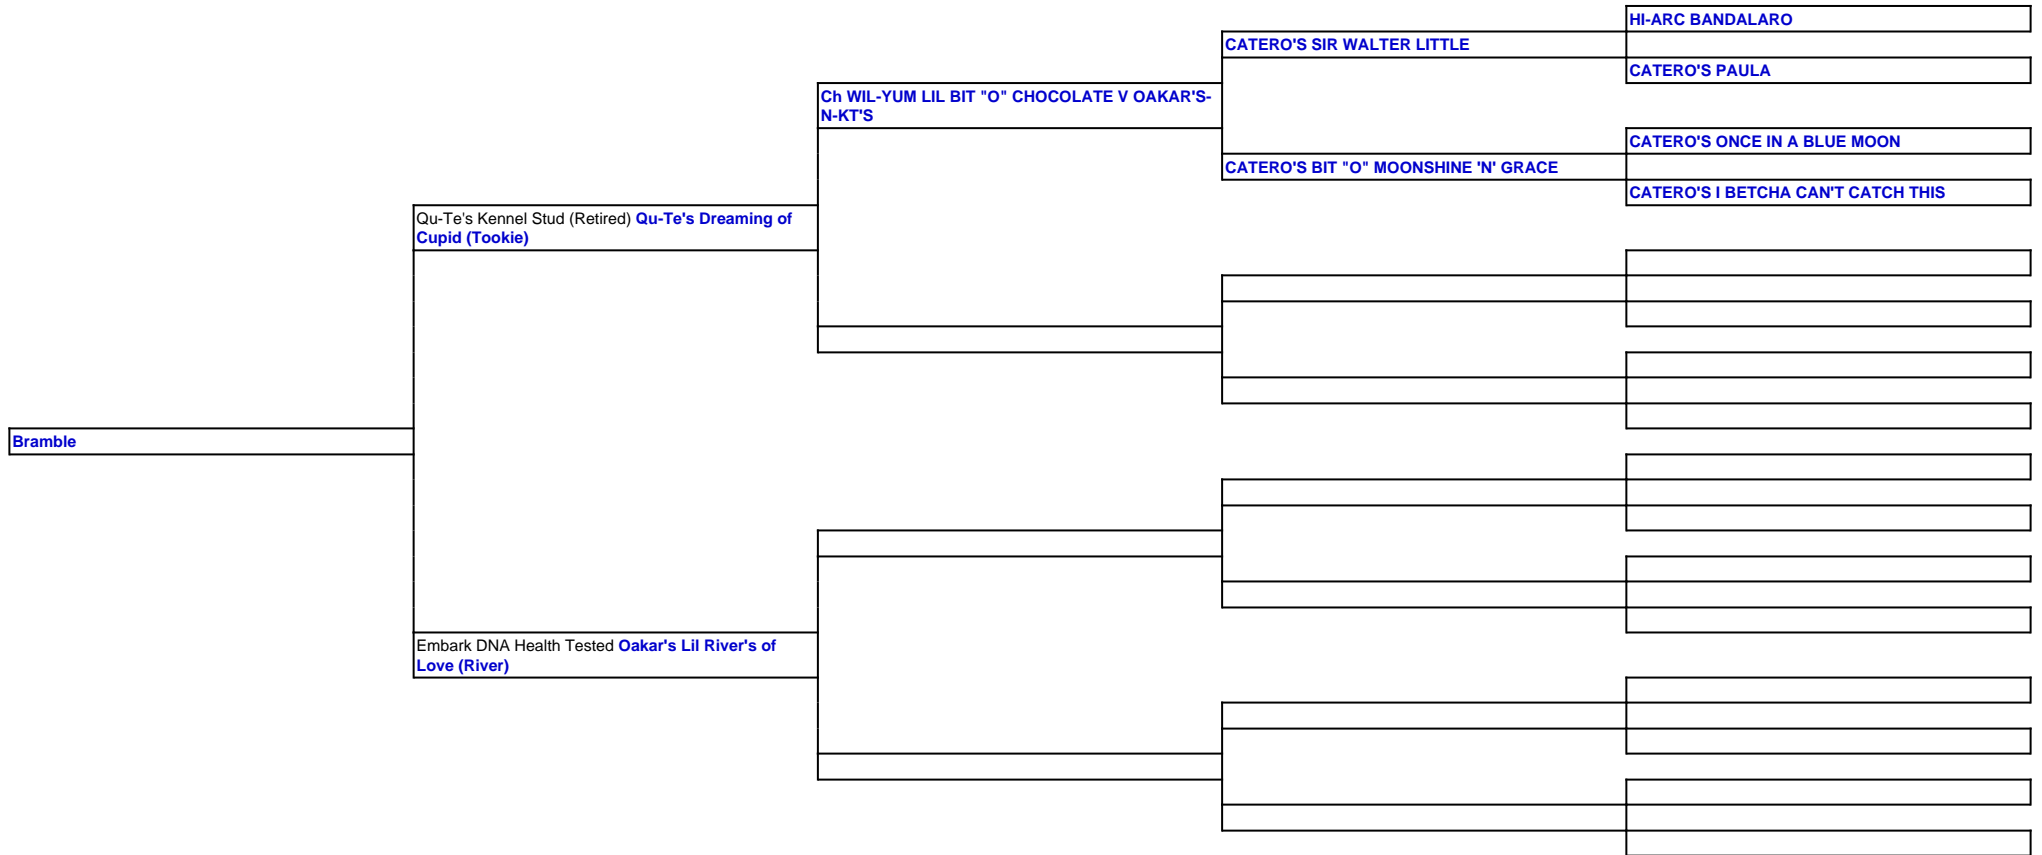 HI-ARC BANDALARO
CATERO'S SIR WALTER LITTLE
CATERO'S PAULA
Ch WIL-YUM LIL BIT "O" CHOCOLATE V OAKAR'S-
N-KT'S
CATERO'S ONCE IN A BLUE MOON
CATERO'S BIT "O" MOONSHINE 'N' GRACE
CATERO'S I BETCHA CAN'T CATCH THIS
Qu-Te's Kennel Stud (Retired) Qu-Te's Dreaming of
Cupid (Tookie)
Bramble
Embark DNA Health Tested Oakar's Lil River's of
Love (River)